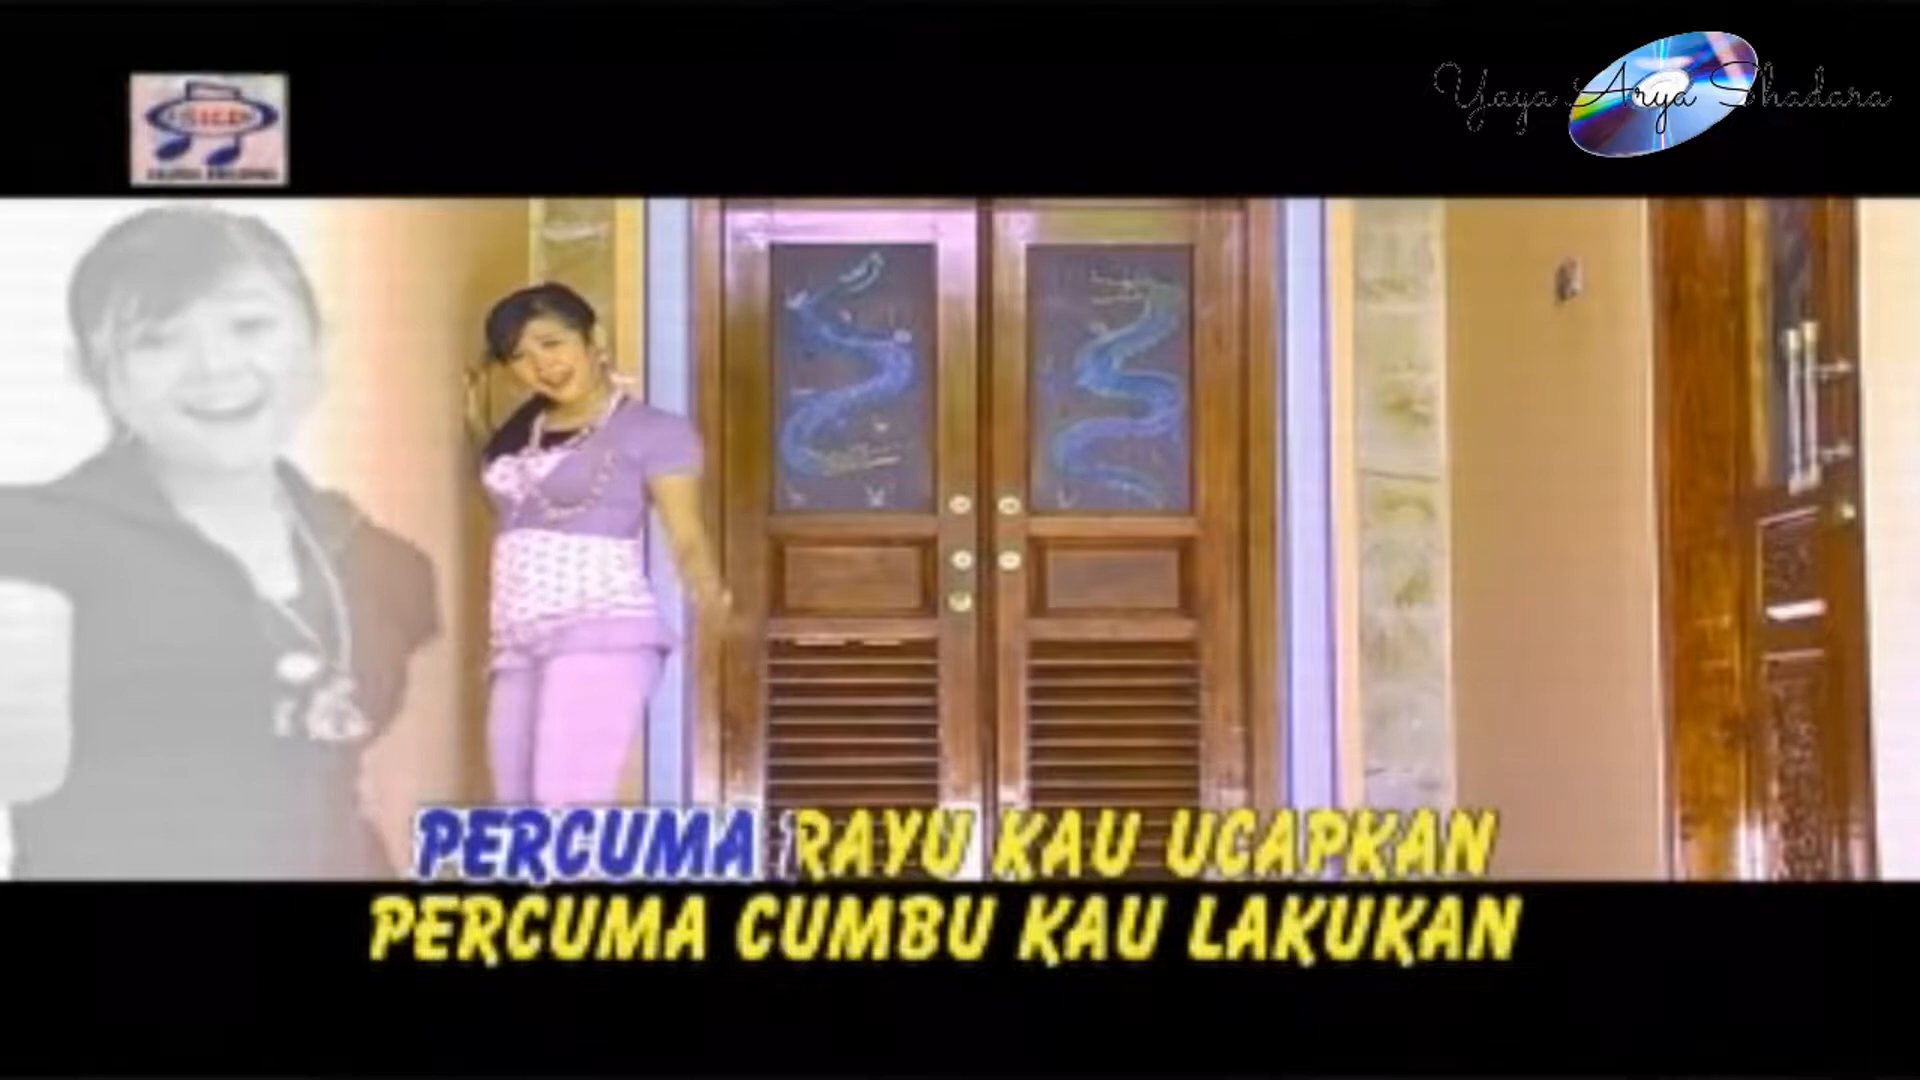 Yaya Arya Shadara
PERCUMA RAYU KAU UCAPKAN
PERCUMA CUMBU KAU LAKUKAN